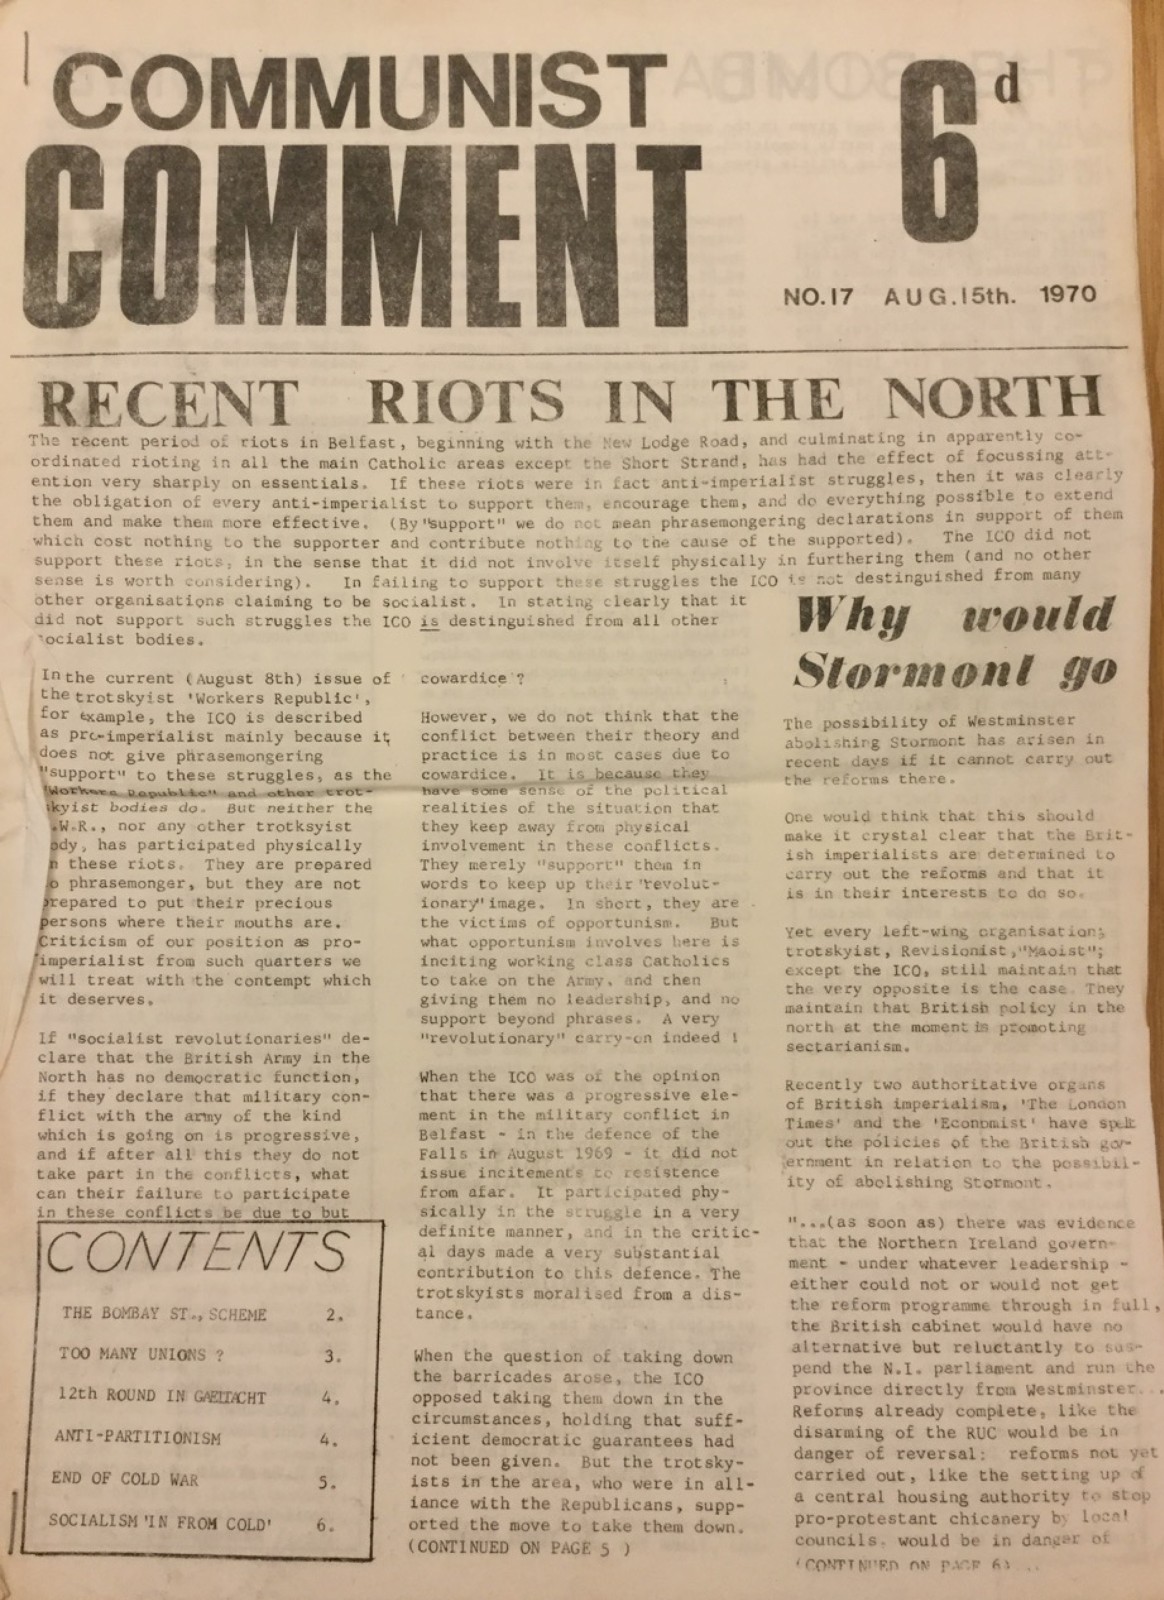 COMMUNIST
COMMENT
6d
NO.17 AUG.15th. 1970
RECENT RIOTS IN THE NORTH
The recent period of riots in Belfast, beginning with the New Lodge Road, and culminating in apparently co-
ordinated rioting in all the main Catholic areas except the Short Strand, has had the effect of focussing att-
ention very sharply on essentials. If these riots were in fact anti-imperialist struggles, then it was clearly
the obligation of every anti-imperialist to support them, encourage them, and do everything possible to extend
them and make them more effective. (By "support" we do not mean phrasemongering declarations in support of them
which cost nothing to the supporter and contribute nothing to the cause of the supported). The ICO did not
support these riots, in the sense that it did not involve itself physically in furthering them (and no other
sense is worth considering). In failing to support these struggles the ICO is not destinguished from many
other organisations claiming to be socialist. In stating clearly that it
did not support such struggles the ICO is destinguished from all other
socialist bodies.
In the current (August 8th) issue of
the trotskyist 'Workers Republic',
for example, the ICO is described
as pro-imperialist mainly because it
does not give phrasemongering
"support" to these struggles, as the
'Workers Republic" and other trot-
skyist bodies do. But neither the
W.R., nor any other trotksyist
body, has participated physically
in these riots. They are prepared
to phrasemonger, but they are not
prepared to put their precious
persons where their mouths are.
Criticism of our position as pro-
imperialist from such quarters we
will treat with the contempt which
it deserves.
If "socialist revolutionaries" de-
clare that the British Army in the
North has no democratic function,
if they declare that military con-
flict with the army of the kind
which is going on is progressive,
and if after all this they do not
take part in the conflicts, what
can their failure to participate
in these conflicts be due to but
CONTENTS
THE BOMBAY ST., SCHEME 2.
TOO MANY UNIONS ? 3.
12th ROUND IN GAELTACHT 4.
ANTI-PARTITIONISM 4.
END OF COLD WAR 5.
SOCIALISM 'IN FROM COLD' 6.
cowardice ?
However, we do not think that the
conflict between their theory and
practice is in most cases due to
cowardice. It is because they
have some sense of the political
realities of the situation that
they keep away from physical
involvement in these conflicts.
They merely "support" them in
words to keep up their 'revolut-
ionary" image. In short, they are
the victims of opportunism. But
what opportunism involves here is
inciting working class Catholics
to take on the Army, and then
giving them no leadership, and no
support beyond phrases. A very
"revolutionary" carry-on indeed !
When the ICO was of the opinion
that there was a progressive ele-
ment in the military conflict in
Belfast - in the defence of the
Falls in August 1969 - it did not
issue incitements to resistence
from afar. It participated phy-
sically in the struggle in a very
definite manner, and in the critic-
al days made a very substantial
contribution to this defence. The
trotskyists moralised from a dis-
tance.
When the question of taking down
the barricades arose, the ICO
opposed taking them down in the
circumstances, holding that suff-
icient democratic guarantees had
not been given. But the trotsky-
ists in the area, who were in all-
iance with the Republicans, supp-
orted the move to take them down.
(CONTINUED ON PAGE 5 )
Why would
Stormont go
The possibility of Westminster
abolishing Stormont has arisen in
recent days if it cannot carry out
the reforms there.
One would think that this should
make it crystal clear that the Brit-
ish imperialists are determined to
carry out the reforms and that it
is in their interests to do so.
Yet every left-wing organisation;
trotskyist, Revisionist,"Maoist";
except the ICO, still maintain that
the very opposite is the case. They
maintain that British policy in the
north at the moment is promoting
sectarianism.
Recently two authoritative organs
of British imperialism, 'The London
Times' and the 'Economist' have spelt
out the policies of the British gov-
ernment in relation to the possibil-
ity of abolishing Stormont.
"...(as soon as) there was evidence
that the Northern Ireland govern-
ment - under whatever leadership -
either could not or would not get
the reform programme through in full,
the British cabinet would have no
alternative but reluctantly to sus-
pend the N.I. parliament and run the
province directly from Westminster...
Reforms already complete, like the
disarming of the RUC would be in
danger of reversal: reforms not yet
carried out, like the setting up of
a central housing authority to stop
pro-protestant chicanery by local
councils, would be in danger of
(CONTINUED ON PAGE 6) ..